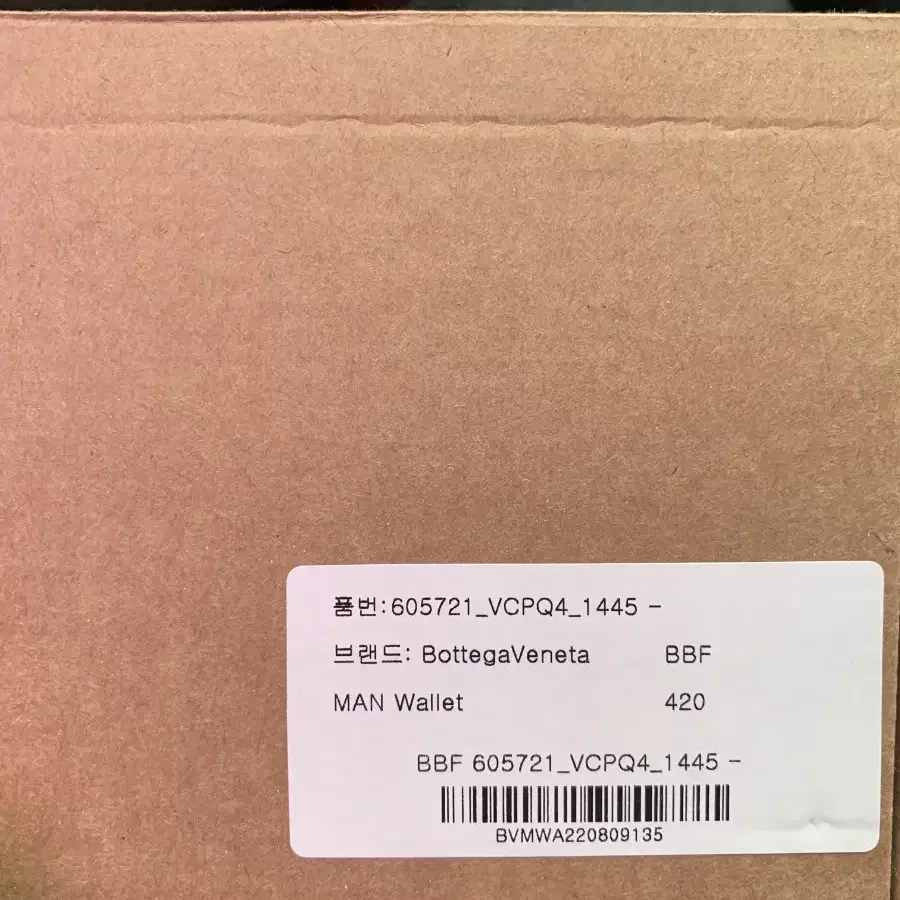 품번:605721_VCPQ4_1445 -
브랜드: BottegaVeneta BBF
MAN Wallet 420
BBF 605721_VCPQ4_1445 -
BVMWA220809135